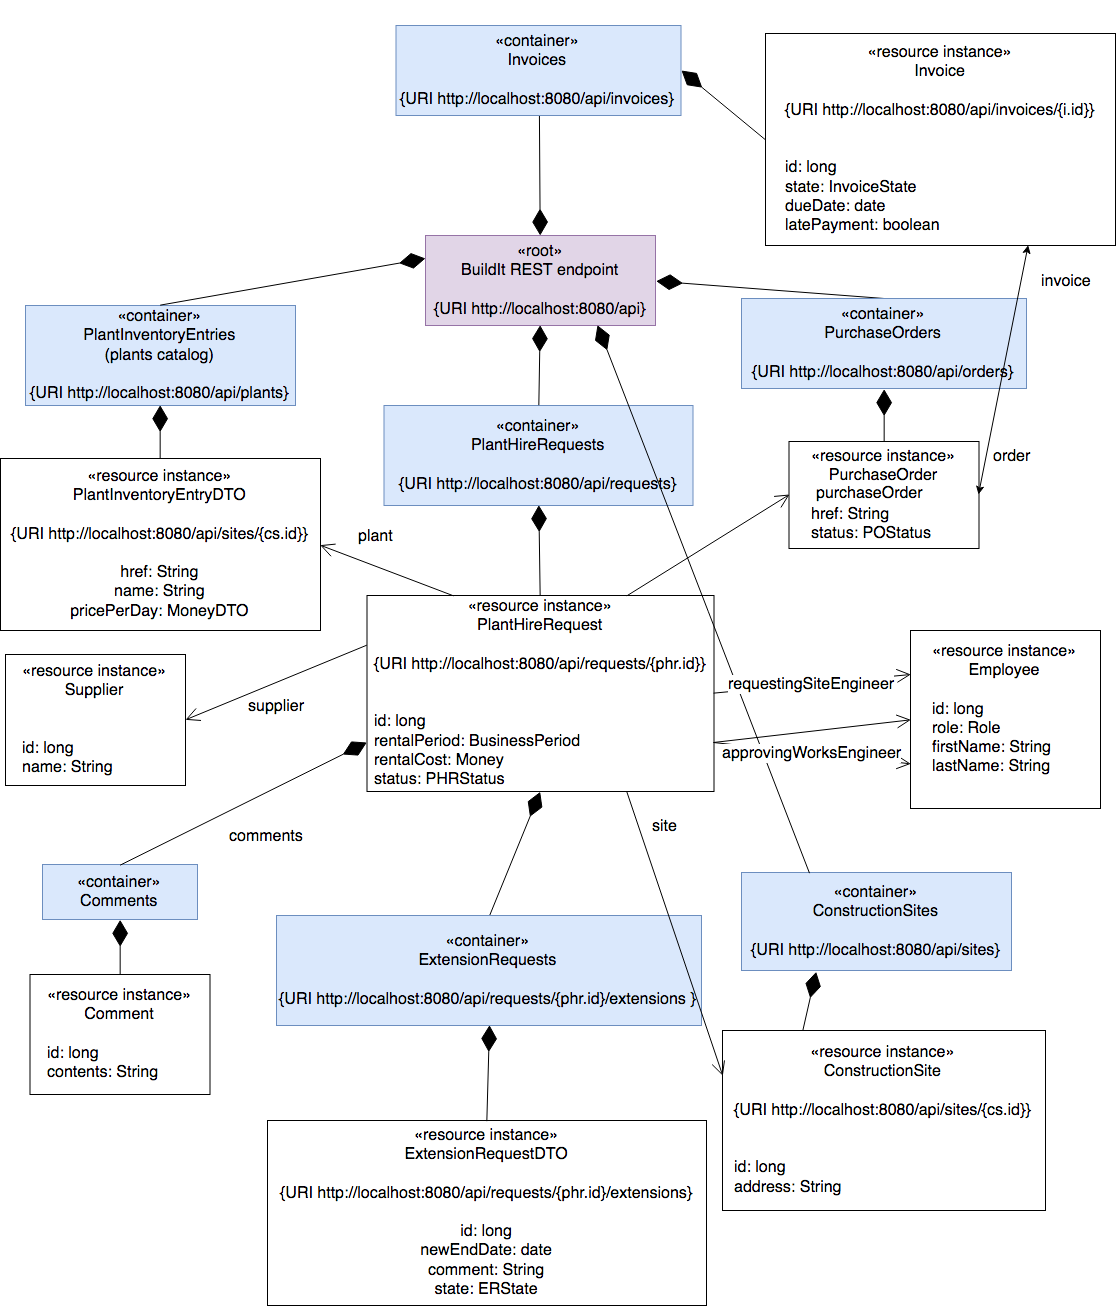 «container»
Invoices
{URI http://localhost:8080/api/invoices}
«resource instance»
Invoice
{URI http://localhost:8080/api/invoices/{i.id}}
id: long
state: InvoiceState
dueDate: date
latePayment: boolean
«root»
BuildIt REST endpoint
{URI http://localhost:8080/api}
invoice
«container»
PlantInventoryEntries
(plants catalog)
{URI http://localhost:8080/api/plants}
«container»
PurchaseOrders
{URI http://localhost:8080/api/orders}
«container»
PlantHireRequests
{URI http://localhost:8080/api/requests}
order
«resource instance»
PurchaseOrder
purchaseOrder
href: String
status: POStatus
«resource instance»
PlantInventoryEntryDTO
{URI http://localhost:8080/api/sites/{cs.id}}
href: String
name: String
pricePerDay: MoneyDTO
plant
«resource instance»
PlantHireRequest
{URI http://localhost:8080/api/requests/{phr.id}}
id: long
rentalPeriod: BusinessPeriod
rentalCost: Money
status: PHRStatus
«resource instance»
Supplier
id: long
name: String
supplier
requestingSiteEngineer
approvingWorksEngineer
«resource instance»
Employee
id: long
role: Role
firstName: String
lastName: String
comments
site
«container»
Comments
«container»
ExtensionRequests
{URI http://localhost:8080/api/requests/{phr.id}/extensions }
«container»
ConstructionSites
{URI http://localhost:8080/api/sites}
«resource instance»
Comment
id: long
contents: String
«resource instance»
ConstructionSite
{URI http://localhost:8080/api/sites/{cs.id}}
id: long
address: String
«resource instance»
ExtensionRequestDTO
{URI http://localhost:8080/api/requests/{phr.id}/extensions}
id: long
newEndDate: date
comment: String
state: ERState